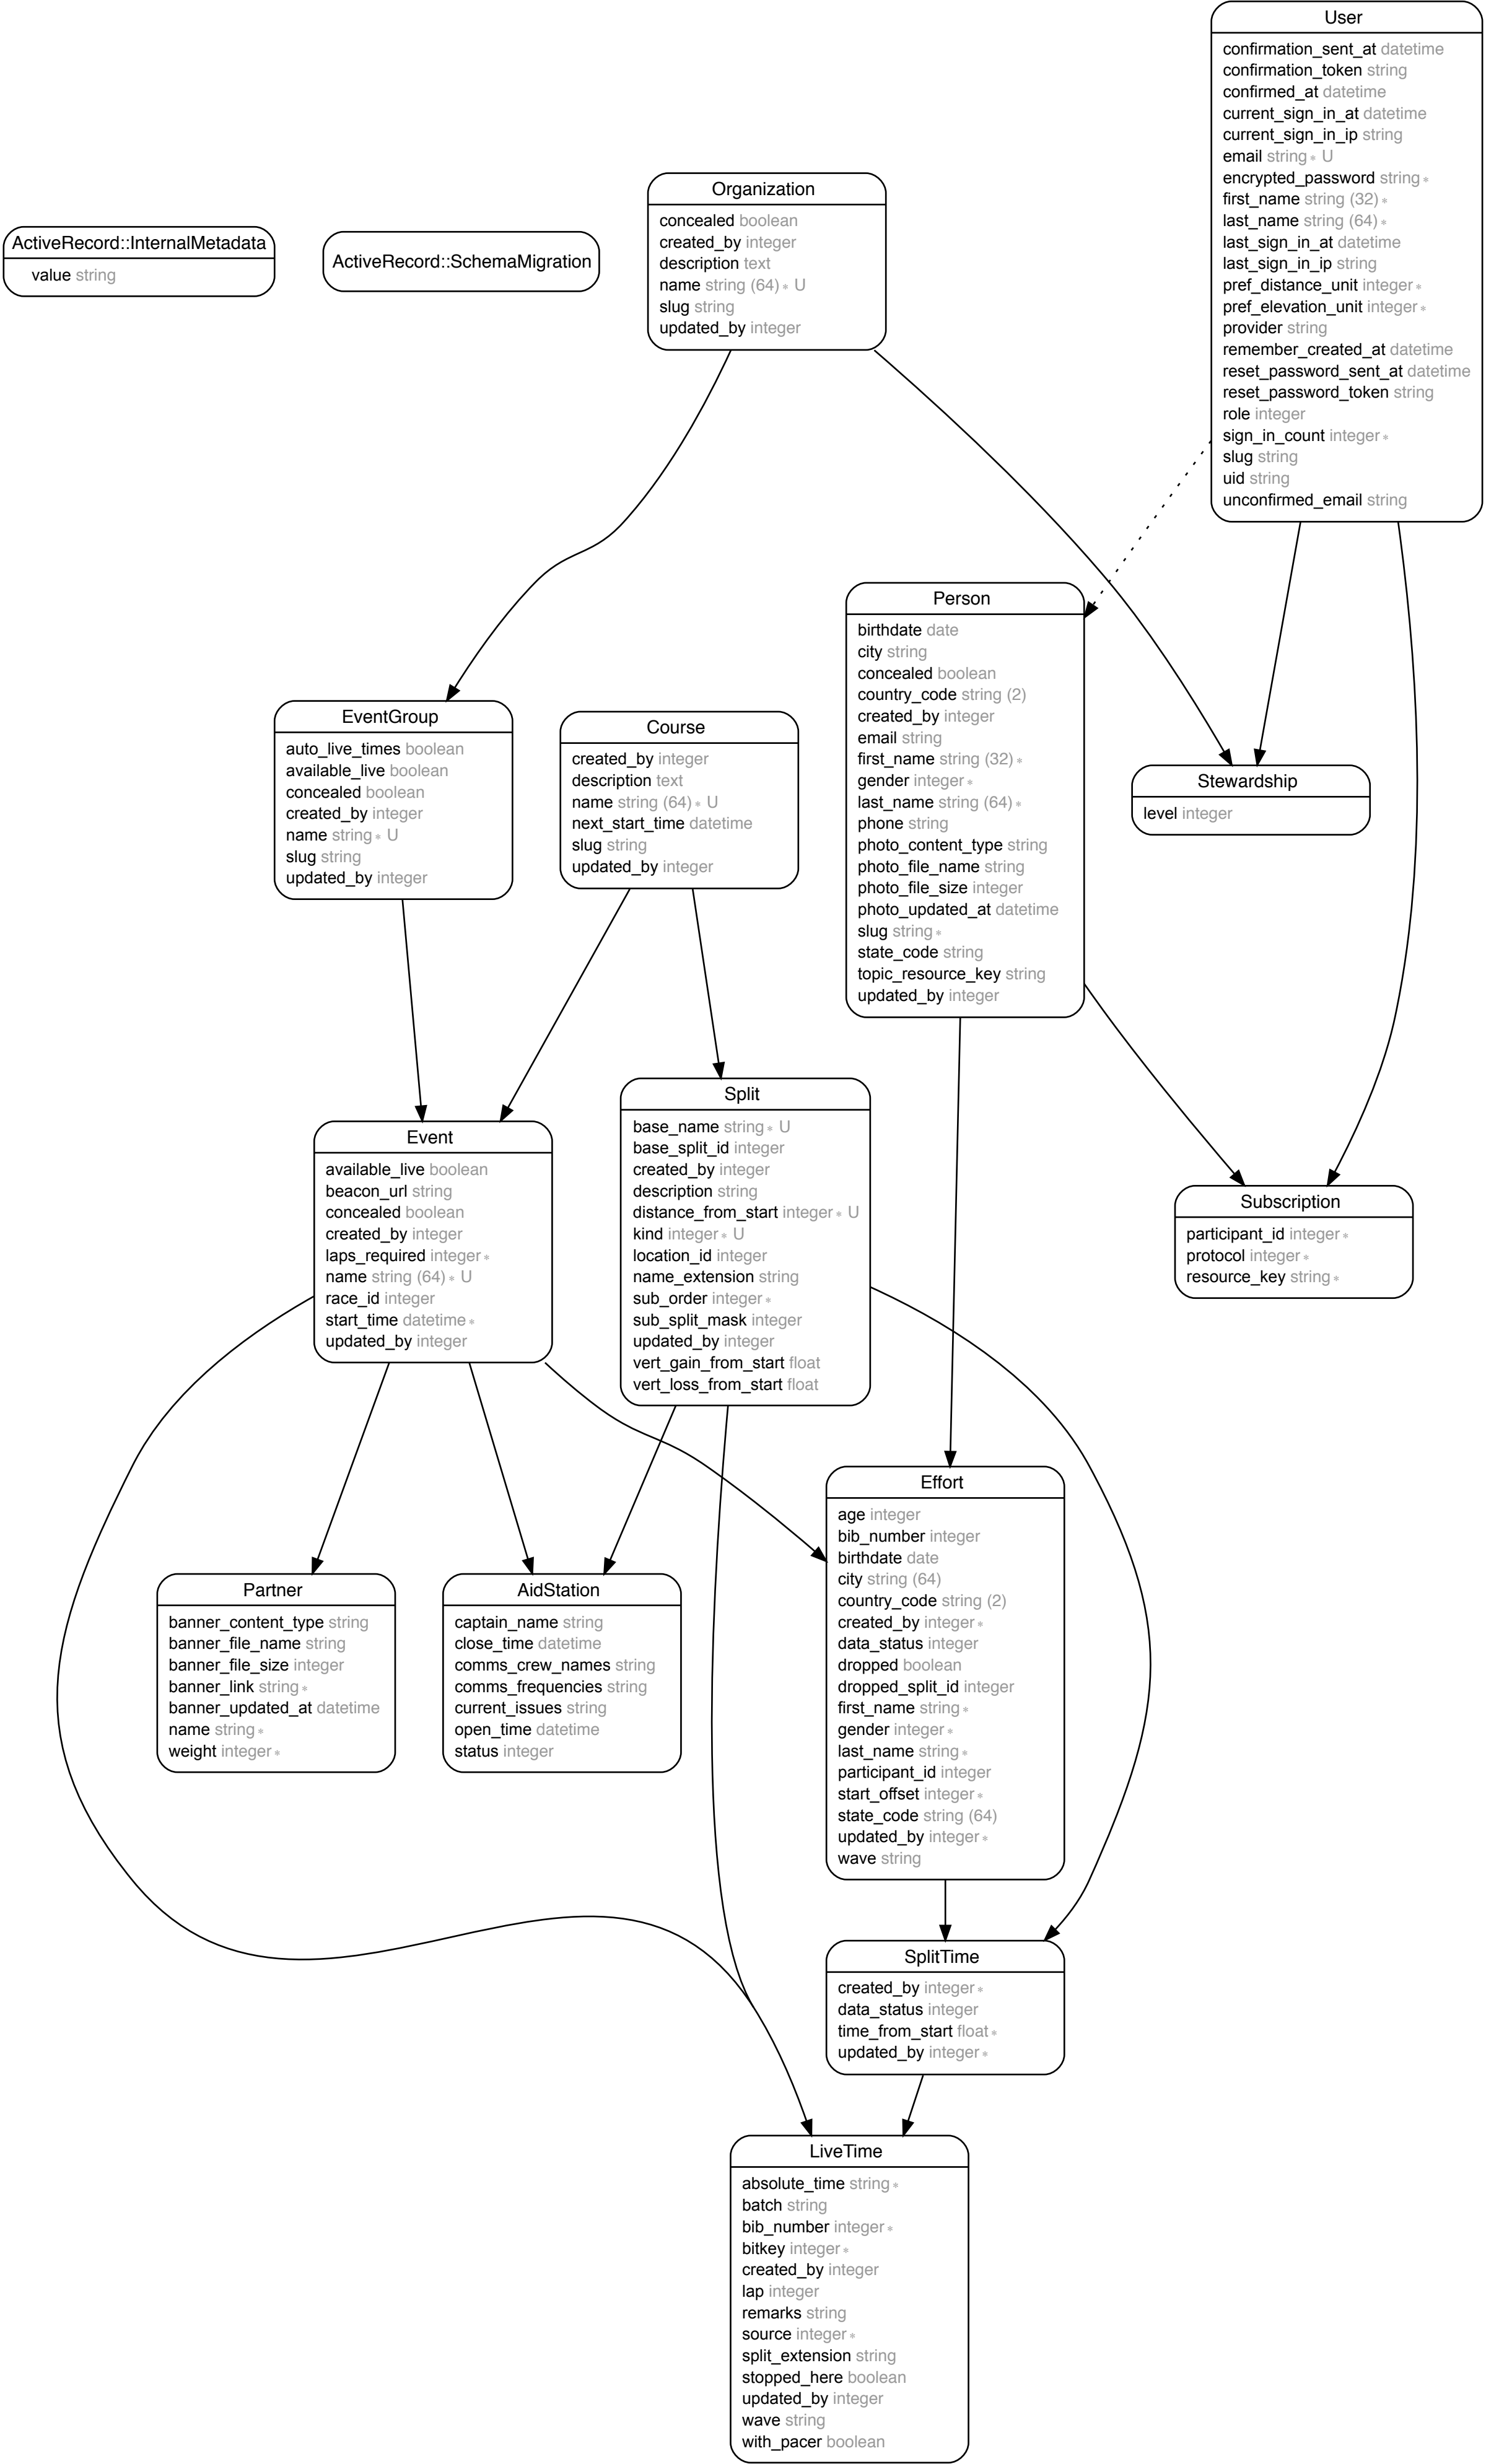 User
confirmation_sent_at datetime
confirmation_token string
confirmed_at datetime
current_sign_in_at datetime
current_sign_in_ip string
email string∗ U
encrypted_password string∗
first_name string (32)∗
last_name string (64)∗
last_sign_in_at datetime
last_sign_in_ip string
pref_distance_unit integer∗
pref_elevation_unit integer∗
provider string
remember_created_at datetime
reset_password_sent_at datetime
reset_password_token string
role integer
sign_in_count integer∗
slug string
uid string
unconfirmed_email string
Organization
concealed boolean
created_by integer
description text
name string (64)∗ U
slug string
updated_by integer
ActiveRecord::InternalMetadata
value string
ActiveRecord::SchemaMigration
Person
birthdate date
city string
concealed boolean
country_code string (2)
created_by integer
email string
first_name string (32)∗
gender integer∗
last_name string (64)∗
phone string
photo_content_type string
photo_file_name string
photo_file_size integer
photo_updated_at datetime
slug string∗
state_code string
topic_resource_key string
updated_by integer
EventGroup
auto_live_times boolean
available_live boolean
concealed boolean
created_by integer
name string∗ U
slug string
updated_by integer
Course
created_by integer
description text
name string (64)∗ U
next_start_time datetime
slug string
updated_by integer
Stewardship
level integer
Split
base_name string∗ U
base_split_id integer
created_by integer
description string
distance_from_start integer∗ U
kind integer∗ U
location_id integer
name_extension string
sub_order integer∗
sub_split_mask integer
updated_by integer
vert_gain_from_start float
vert_loss_from_start float
Event
available_live boolean
beacon_url string
concealed boolean
created_by integer
laps_required integer∗
name string (64)∗ U
race_id integer
start_time datetime∗
updated_by integer
Subscription
participant_id integer∗
protocol integer∗
resource_key string∗
Effort
age integer
bib_number integer
birthdate date
city string (64)
country_code string (2)
created_by integer∗
data_status integer
dropped boolean
dropped_split_id integer
first_name string∗
gender integer∗
last_name string∗
participant_id integer
start_offset integer∗
state_code string (64)
updated_by integer∗
wave string
Partner
banner_content_type string
banner_file_name string
banner_file_size integer
banner_link string∗
banner_updated_at datetime
name string∗
weight integer∗
AidStation
captain_name string
close_time datetime
comms_crew_names string
comms_frequencies string
current_issues string
open_time datetime
status integer
SplitTime
created_by integer∗
data_status integer
time_from_start float∗
updated_by integer∗
LiveTime
absolute_time string∗
batch string
bib_number integer∗
bitkey integer∗
created_by integer
lap integer
remarks string
source integer∗
split_extension string
stopped_here boolean
updated_by integer
wave string
with_pacer boolean